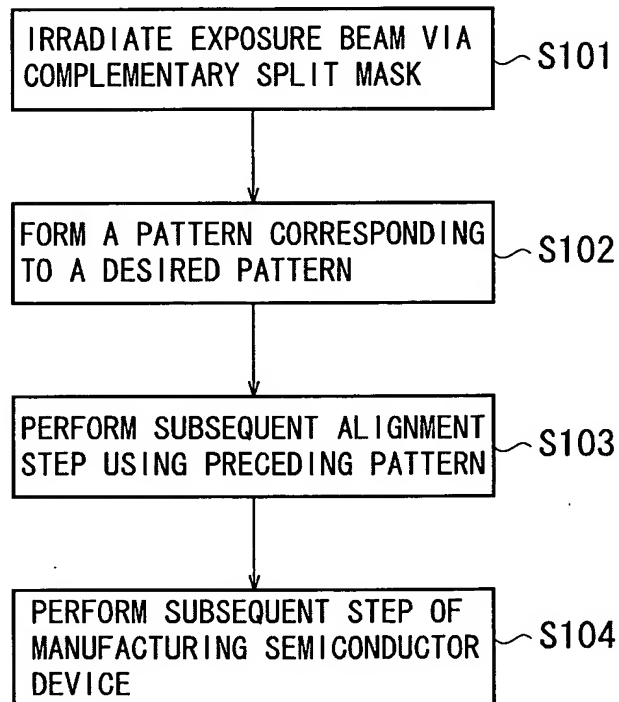 IRRADIATE EXPOSURE BEAM VIA
COMPLEMENTARY SPLIT MASK
S101
FORM A PATTERN CORRESPONDING
TO A DESIRED PATTERN
S102
PERFORM SUBSEQUENT ALIGNMENT
STEP USING PRECEDING PATTERN
S103
PERFORM SUBSEQUENT STEP OF
MANUFACTURING SEMICONDUCTOR
DEVICE
S104